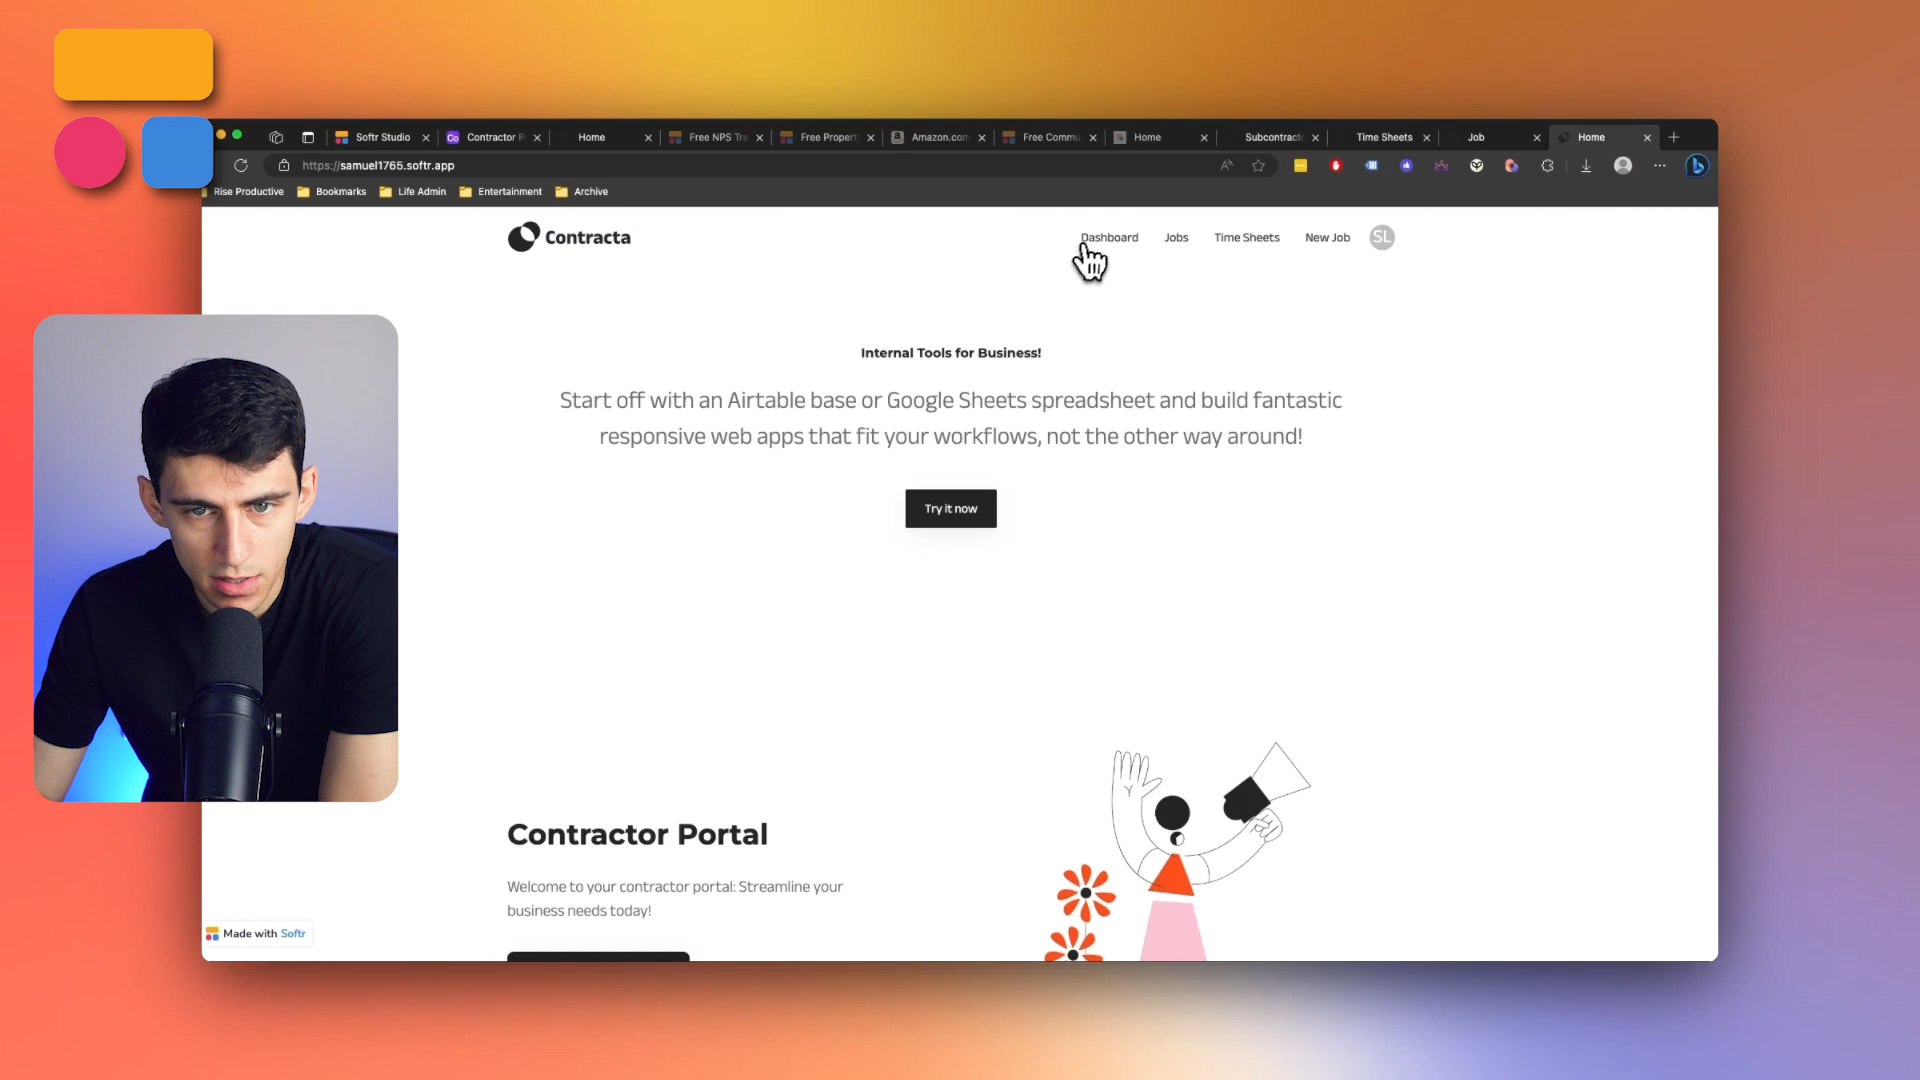 Softr Studio
Contractor P
Home
Free NPS Tra
Free Propert
Amazon.com
Free Commu
Home
Subcontract
Time Sheets
Job
Home
https://samuel1765.softr.app
Rise Productive
Bookmarks
Life Admin
Entertainment
Archive
Contracta
Dashboard
Jobs
Time Sheets
New Job
SL
Internal Tools for Business!
Start off with an Airtable base or Google Sheets spreadsheet and build fantastic
responsive web apps that fit your workflows, not the other way around!
Try it now
Contractor Portal
Welcome to your contractor portal: Streamline your
business needs today!
Made with Softr